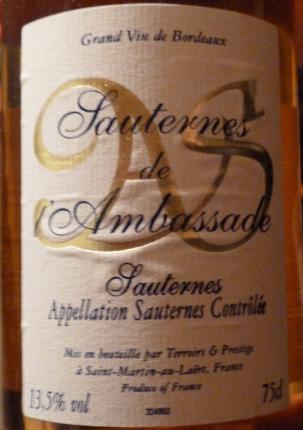 Grand Vin de Bordeaux
Sauternes
de
l'Ambassade
Sauternes
Appellation Sauternes Contrôlée
Mis en bouteille par Terroirs & Prestige
à Saint-Martin-au-Laërt, France
Produce of France
13,5% vol
75cl